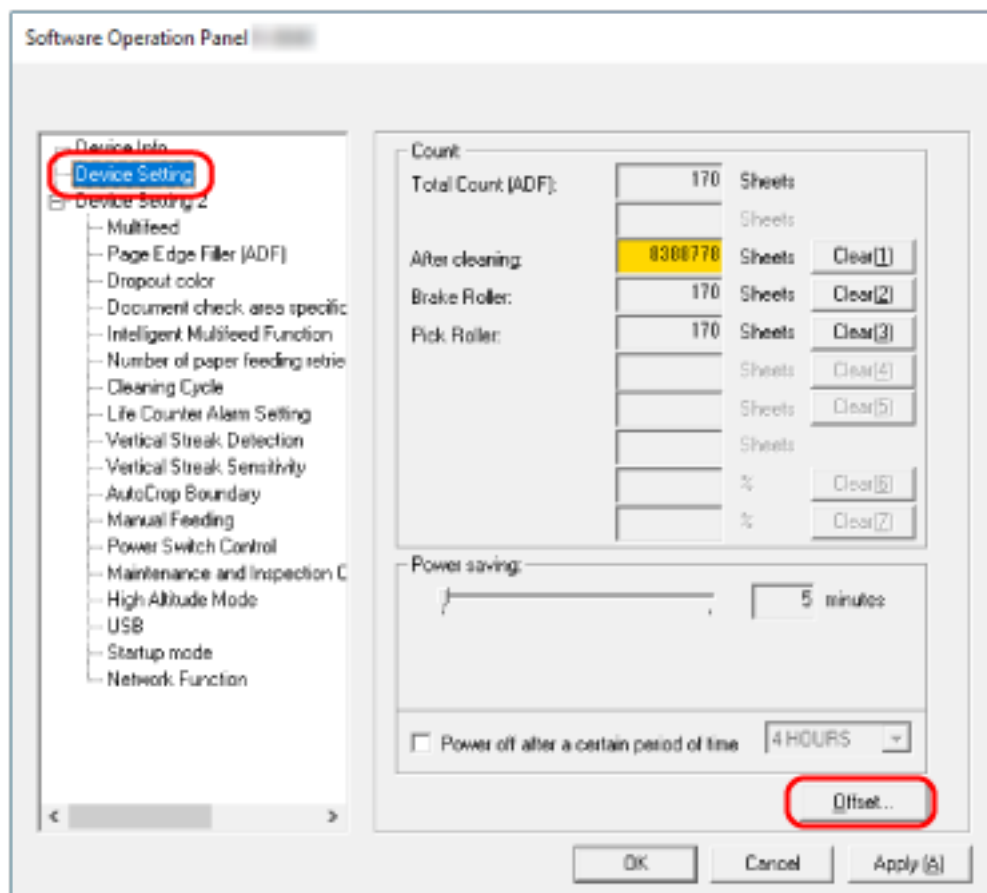 Software Operation Panel
Device Info
Device Setting
Device Setting 2
Multifeed
Page Edge Filler (ADF)
Dropout color
Document check area specific
Intelligent Multifeed Function
Number of paper feeding retrie
Cleaning Cycle
Life Counter Alarm Setting
Vertical Streak Detection
Vertical Streak Sensitivity
AutoCrop Boundary
Manual Feeding
Power Switch Control
Maintenance and Inspection C
High Altitude Mode
USB
Startup mode
Network Function
Count
Total Count (ADF): 170 Sheets
Sheets
After cleaning: 8388778 Sheets Clear(1)
Brake Roller: 170 Sheets Clear(2)
Pick Roller: 170 Sheets Clear(3)
Sheets Clear(4)
Sheets Clear(5)
Sheets
% Clear(6)
% Clear(7)
Power saving:
5 minutes
Power off after a certain period of time 4 HOURS
Offset...
OK Cancel Apply (A)